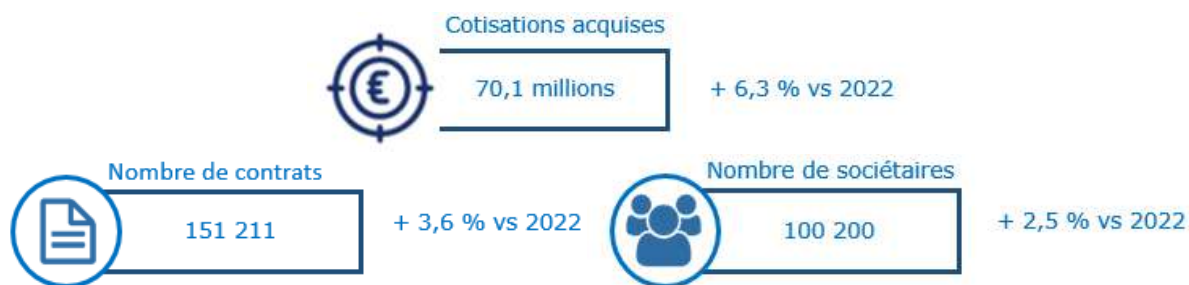 Cotisations acquises
€
70,1 millions
+ 6,3 % vs 2022
Nombre de contrats
151 211
+ 3,6 % vs 2022
Nombre de sociétaires
100 200
+ 2,5 % vs 2022